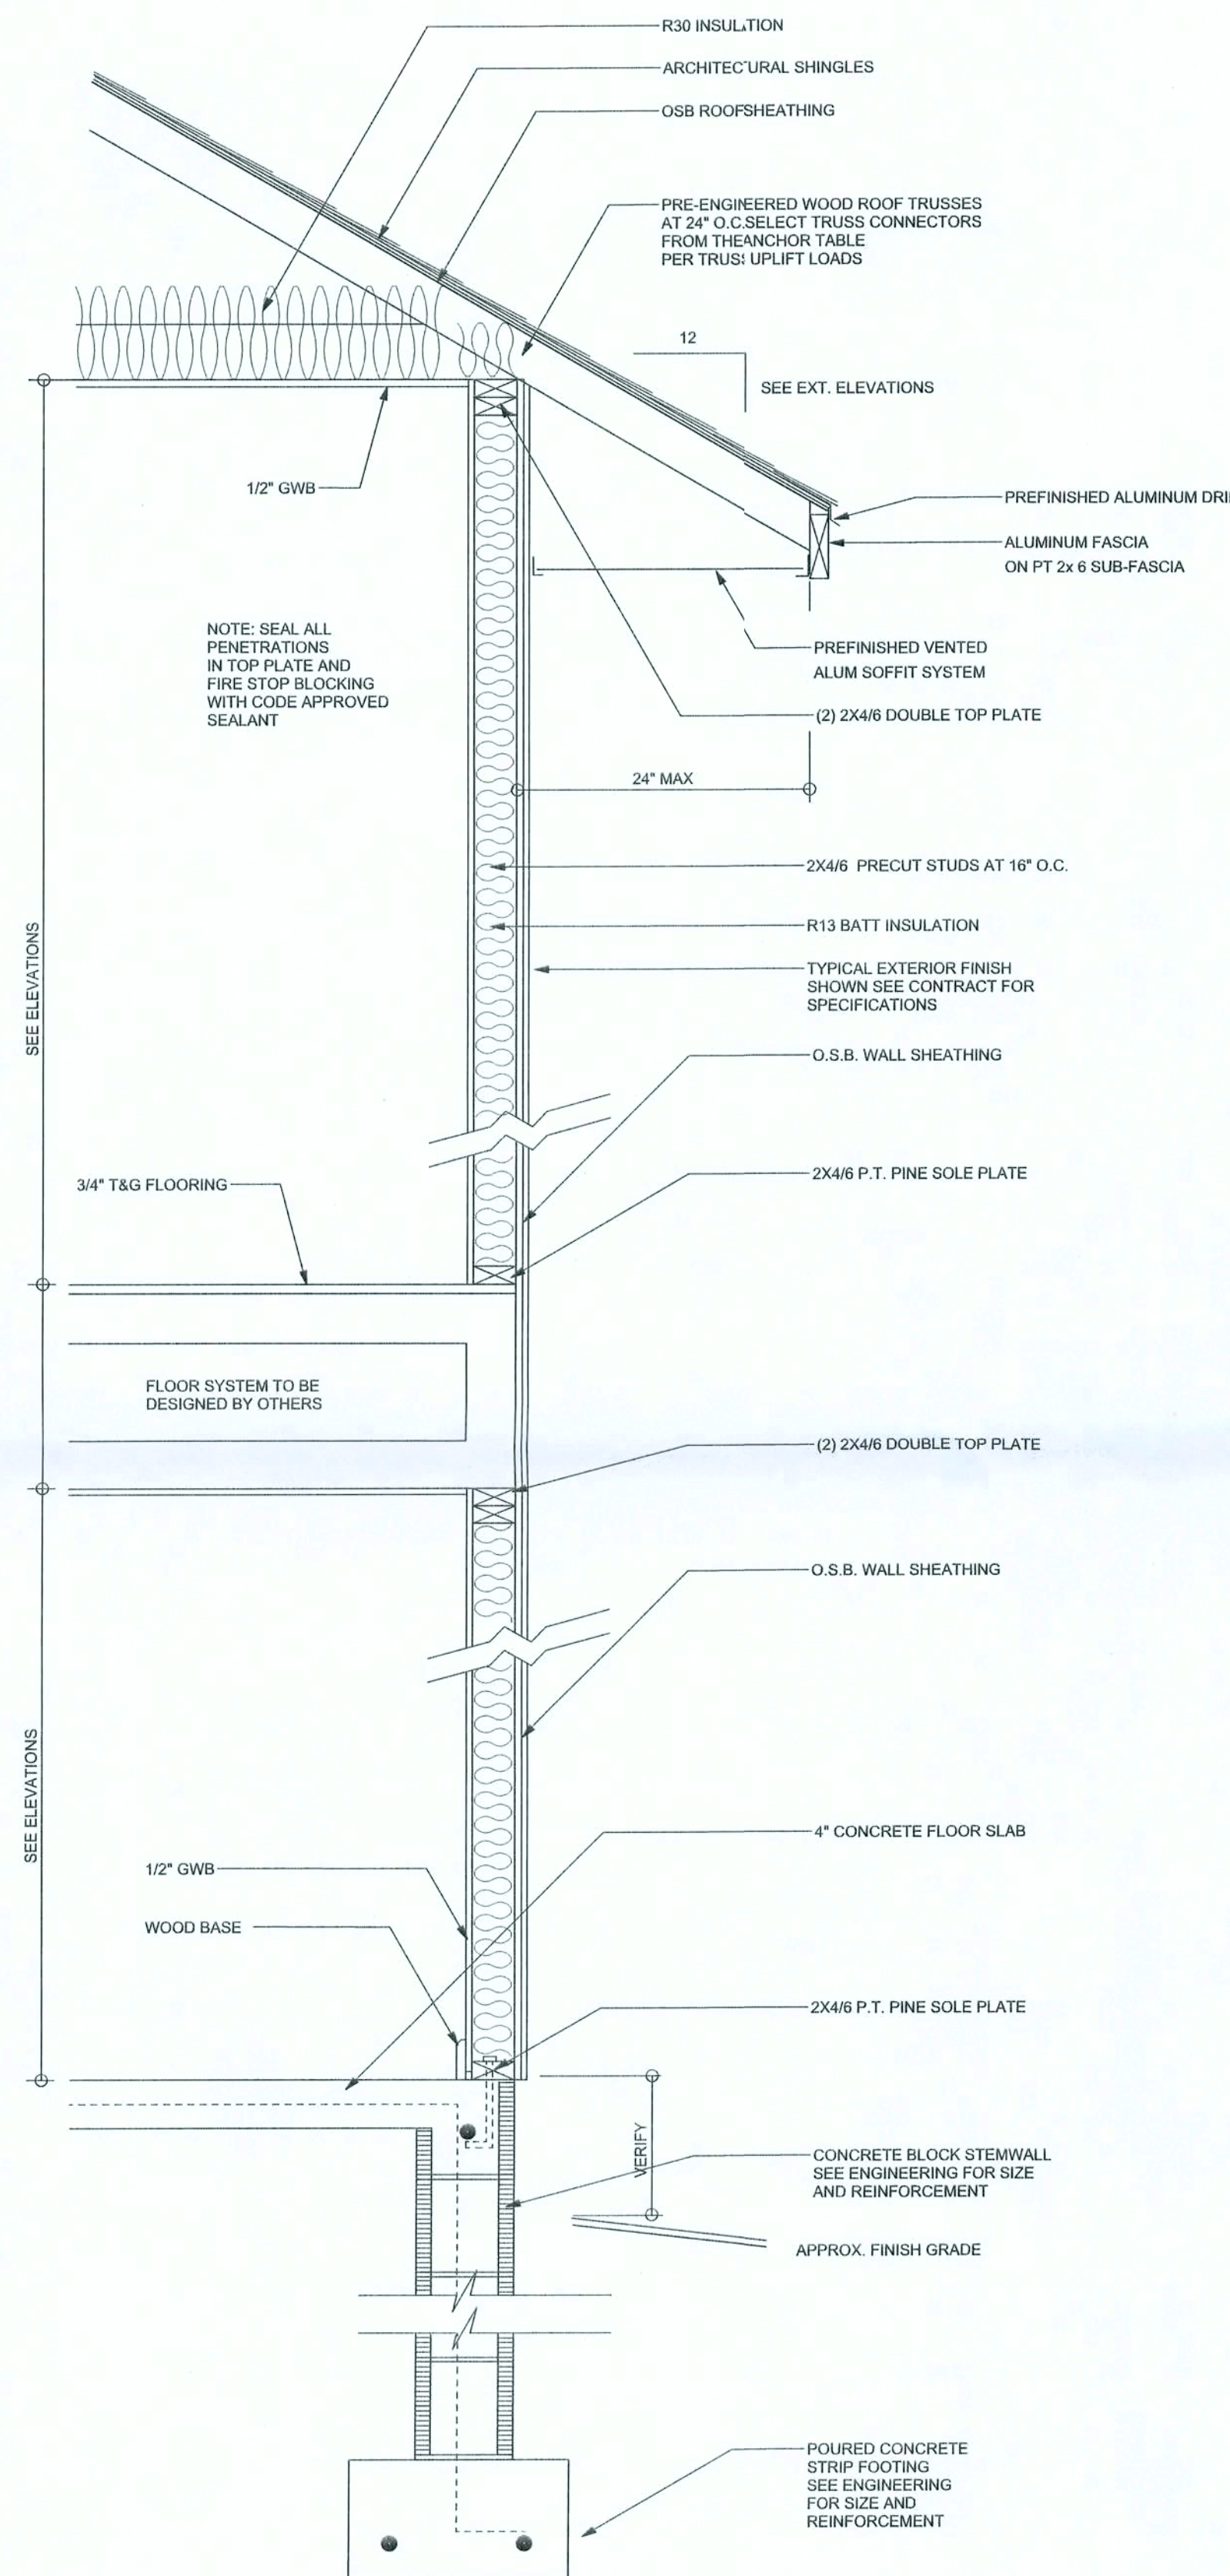 R30 INSULATION
ARCHITECTURAL SHINGLES
OSB ROOF SHEATHING
PRE-ENGINEERED WOOD ROOF TRUSSES
AT 24" O.C. SELECT TRUSS CONNECTORS
FROM THE ANCHOR TABLE
PER TRUSS UPLIFT LOADS
12
SEE EXT. ELEVATIONS
1/2" GWB
PREFINISHED ALUMINUM DRI
ALUMINUM FASCIA
ON PT 2x 6 SUB-FASCIA
NOTE: SEAL ALL
PENETRATIONS
IN TOP PLATE AND
FIRE STOP BLOCKING
WITH CODE APPROVED
SEALANT
PREFINISHED VENTED
ALUM SOFFIT SYSTEM
(2) 2X4/6 DOUBLE TOP PLATE
24" MAX
2X4/6 PRECUT STUDS AT 16" O.C.
R13 BATT INSULATION
TYPICAL EXTERIOR FINISH
SHOWN SEE CONTRACT FOR
SPECIFICATIONS
SEE ELEVATIONS
O.S.B. WALL SHEATHING
2X4/6 P.T. PINE SOLE PLATE
3/4" T&G FLOORING
FLOOR SYSTEM TO BE
DESIGNED BY OTHERS
(2) 2X4/6 DOUBLE TOP PLATE
O.S.B. WALL SHEATHING
SEE ELEVATIONS
4" CONCRETE FLOOR SLAB
1/2" GWB
WOOD BASE
2X4/6 P.T. PINE SOLE PLATE
VERIFY
CONCRETE BLOCK STEMWALL
SEE ENGINEERING FOR SIZE
AND REINFORCEMENT
APPROX. FINISH GRADE
POURED CONCRETE
STRIP FOOTING
SEE ENGINEERING
FOR SIZE AND
REINFORCEMENT